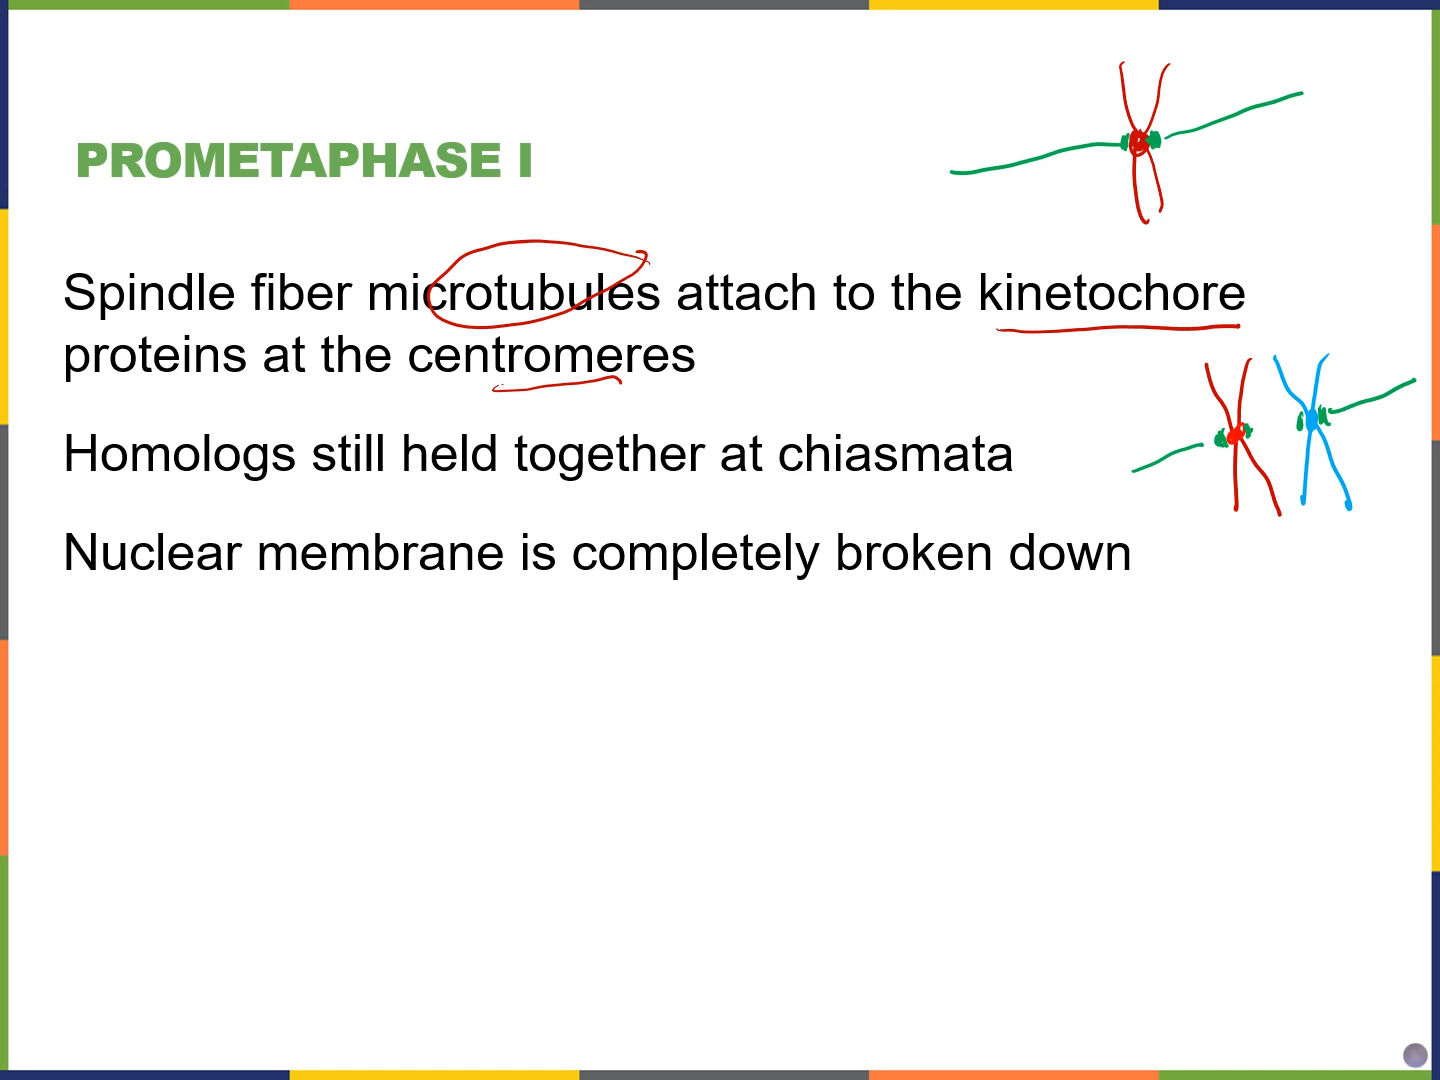 PROMETAPHASE I
Spindle fiber microtubules attach to the kinetochore
proteins at the centromeres
Homologs still held together at chiasmata
Nuclear membrane is completely broken down